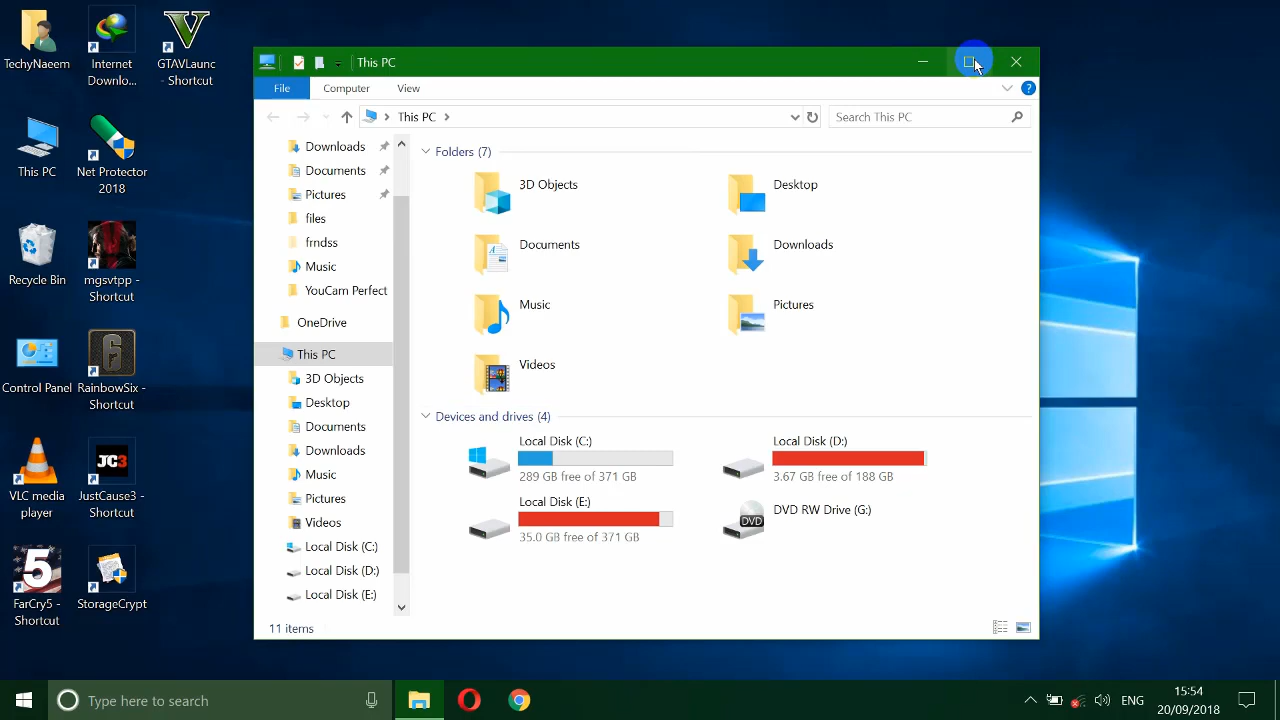 TechyNaeem
Internet
Downlo...
GTAVLaunc
- Shortcut
This PC
Net Protector
2018
Recycle Bin
mgsvtpp -
Shortcut
Control Panel
6
RainbowSix -
Shortcut
VLC media
player
JC3
JustCause3 -
Shortcut
5
FarCry5 -
Shortcut
StorageCrypt
This PC
File
Computer
View
?
This PC
Search This PC
Downloads
Documents
Pictures
files
frndss
Music
YouCam Perfect
OneDrive
This PC
3D Objects
Desktop
Documents
Downloads
Music
Pictures
Videos
Local Disk (C:)
Local Disk (D:)
Local Disk (E:)
Folders (7)
3D Objects
Desktop
Documents
Downloads
Music
Pictures
Videos
Devices and drives (4)
Local Disk (C:)
289 GB free of 371 GB
Local Disk (D:)
3.67 GB free of 188 GB
Local Disk (E:)
35.0 GB free of 371 GB
DVD
DVD RW Drive (G:)
11 items
Type here to search
ENG
15:54
20/09/2018